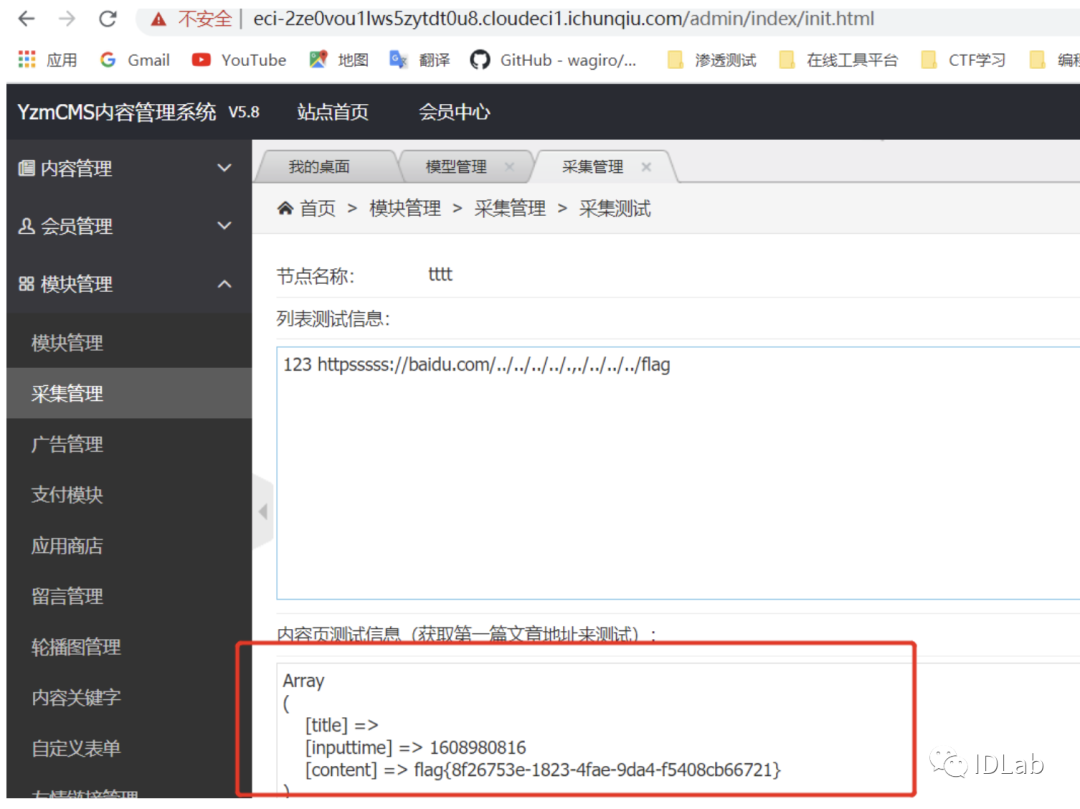 不安全 | eci-2ze0vou1lws5zytdt0u8.cloudeci1.ichunqiu.com/admin/index/init.html
应用 Gmail YouTube 地图 翻译 GitHub - wagiro/... 渗透测试 在线工具平台 CTF学习 编程
YzmCMS内容管理系统 V5.8 站点首页 会员中心
内容管理
会员管理
模块管理
模块管理
采集管理
广告管理
支付模块
应用商店
留言管理
轮播图管理
内容关键字
自定义表单
友情链接管理
我的桌面 模型管理 × 采集管理 ×
首页 > 模块管理 > 采集管理 > 采集测试
节点名称: tttt
列表测试信息:
123 httpsssss://baidu.com/../../../../.,./../../../flag
内容页测试信息（获取第一篇文章地址来测试）:
Array
(
[title] =>
[inputtime] => 1608980816
[content] => flag{8f26753e-1823-4fae-9da4-f5408cb66721}
)
IDLab